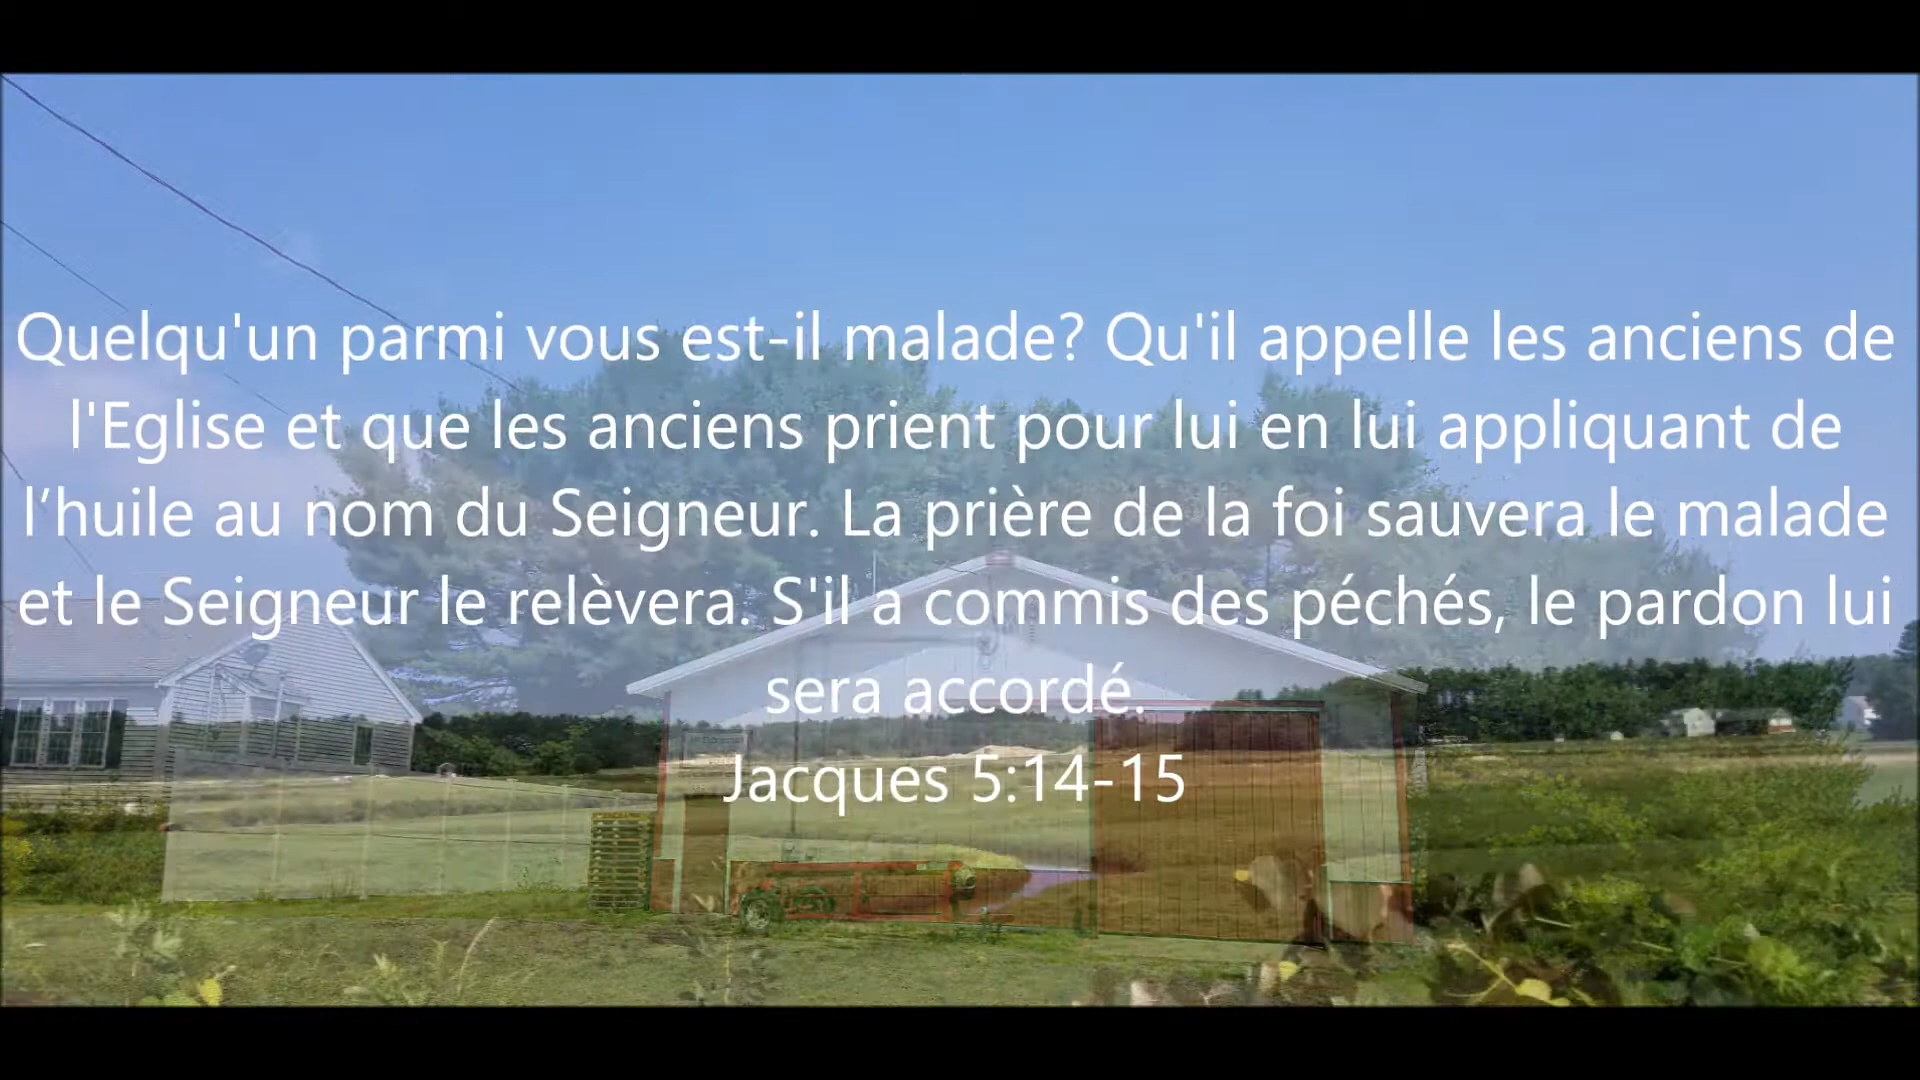 Quelqu'un parmi vous est-il malade? Qu'il appelle les anciens de
l'Eglise et que les anciens prient pour lui en lui appliquant de
l’huile au nom du Seigneur. La prière de la foi sauvera le malade
et le Seigneur le relèvera. S'il a commis des péchés, le pardon lui
sera accordé.
Jacques 5:14-15